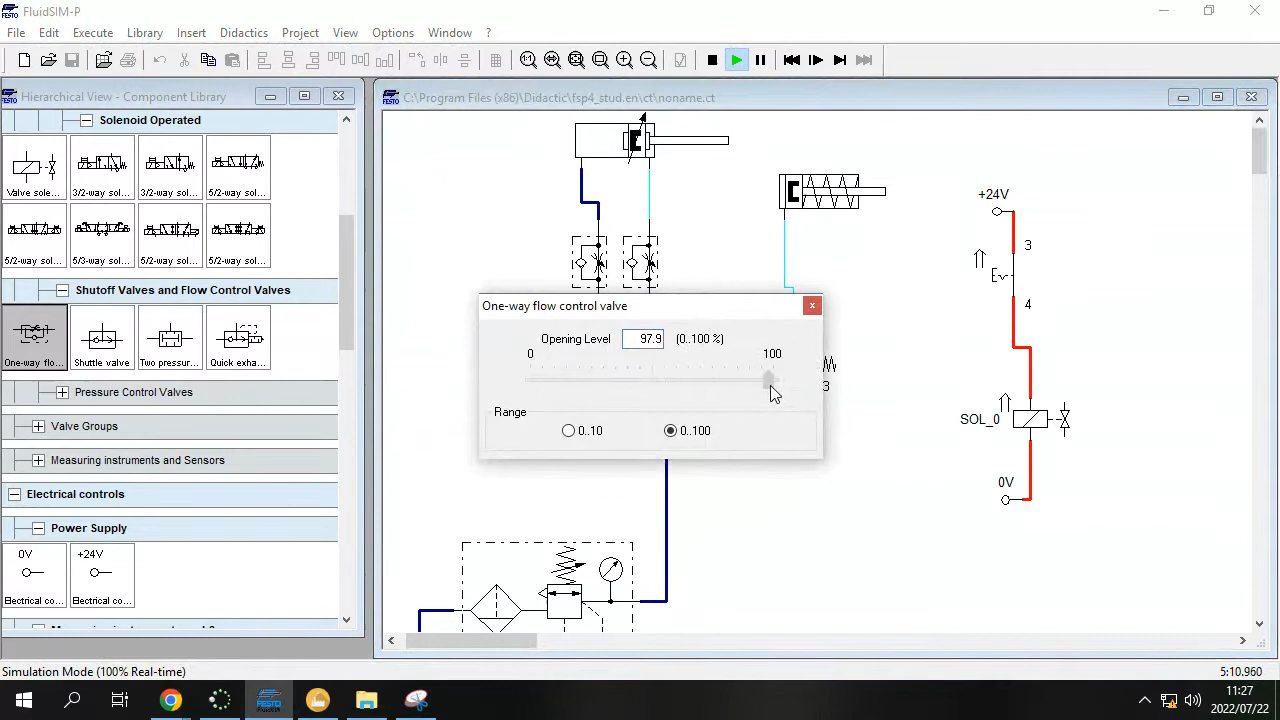 FESTO FluidSIM-P
File Edit Execute Library Insert Didactics Project View Options Window ?
Hierarchical View - Component Library
C:\Program Files (x86)\Didactic\fsp4_stud.en\ct\noname.ct
Solenoid Operated
Valve sole... 3/2-way sol... 3/2-way sol... 5/2-way sol...
5/2-way sol... 5/3-way sol... 5/2-way sol... 5/2-way sol...
Shutoff Valves and Flow Control Valves
One-way flo... Shuttle valve Two pressur... Quick exha...
Pressure Control Valves
Valve Groups
Measuring instruments and Sensors
Electrical controls
Power Supply
0V +24V
Electrical co... Electrical co...
+24V
3
4
SOL_0
0V
3
One-way flow control valve
Opening Level 97.9 (0..100 %)
0 100
Range
0..10 0..100
Simulation Mode (100% Real-time) 5:10.960
11:27
2022/07/22